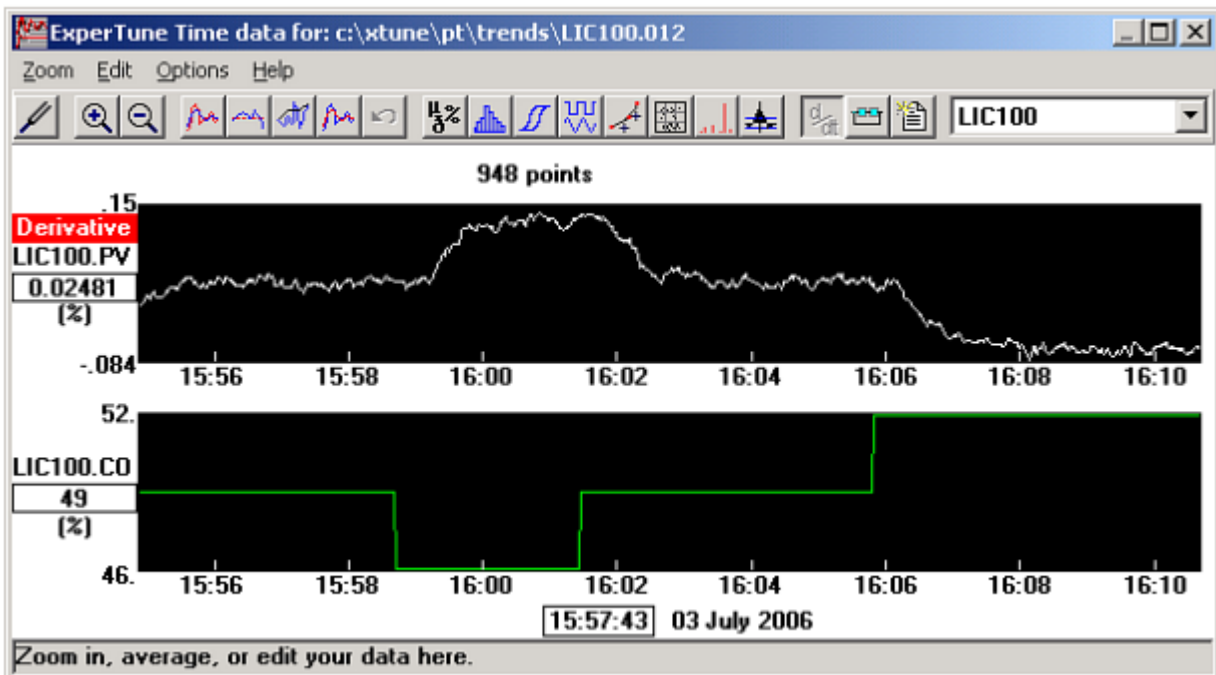 ExperTune Time data for: c:\xtune\pt\trends\LIC100.012
Zoom Edit Options Help
LIC100
948 points
.15
Derivative
LIC100.PV
0.02481
(%)
-.084
15:56 15:58 16:00 16:02 16:04 16:06 16:08 16:10
52.
LIC100.CO
49
(%)
46.
15:56 15:58 16:00 16:02 16:04 16:06 16:08 16:10
15:57:43 03 July 2006
Zoom in, average, or edit your data here.